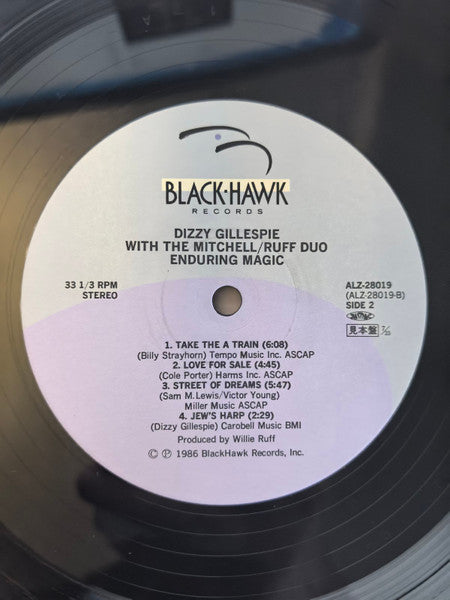 BLACK·HAWK
RECORDS
DIZZY GILLESPIE
WITH THE MITCHELL/RUFF DUO
ENDURING MAGIC
33 1/3 RPM
STEREO
ALZ-28019
(ALZ-28019-B)
SIDE 2
見本盤
1. TAKE THE A TRAIN (6:08)
(Billy Strayhorn) Tempo Music Inc. ASCAP
2. LOVE FOR SALE (4:45)
(Cole Porter) Harms Inc. ASCAP
3. STREET OF DREAMS (5:47)
(Sam M.Lewis/Victor Young)
Miller Music ASCAP
4. JEW'S HARP (2:29)
(Dizzy Gillespie) Carobell Music BMI
Produced by Willie Ruff
© ℗ 1986 BlackHawk Records, Inc.